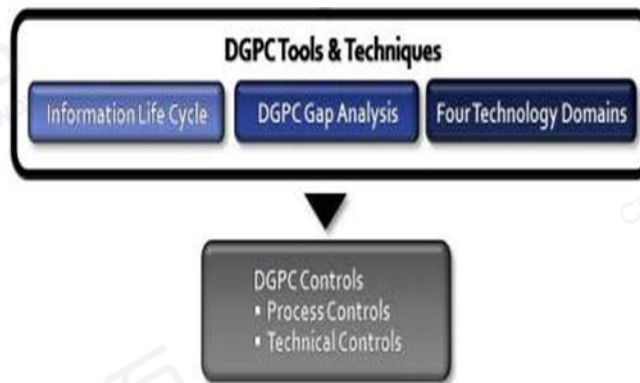 DGPC Tools & Techniques
Information Life Cycle
DGPC Gap Analysis
Four Technology Domains
DGPC Controls
▪ Process Controls
▪ Technical Controls